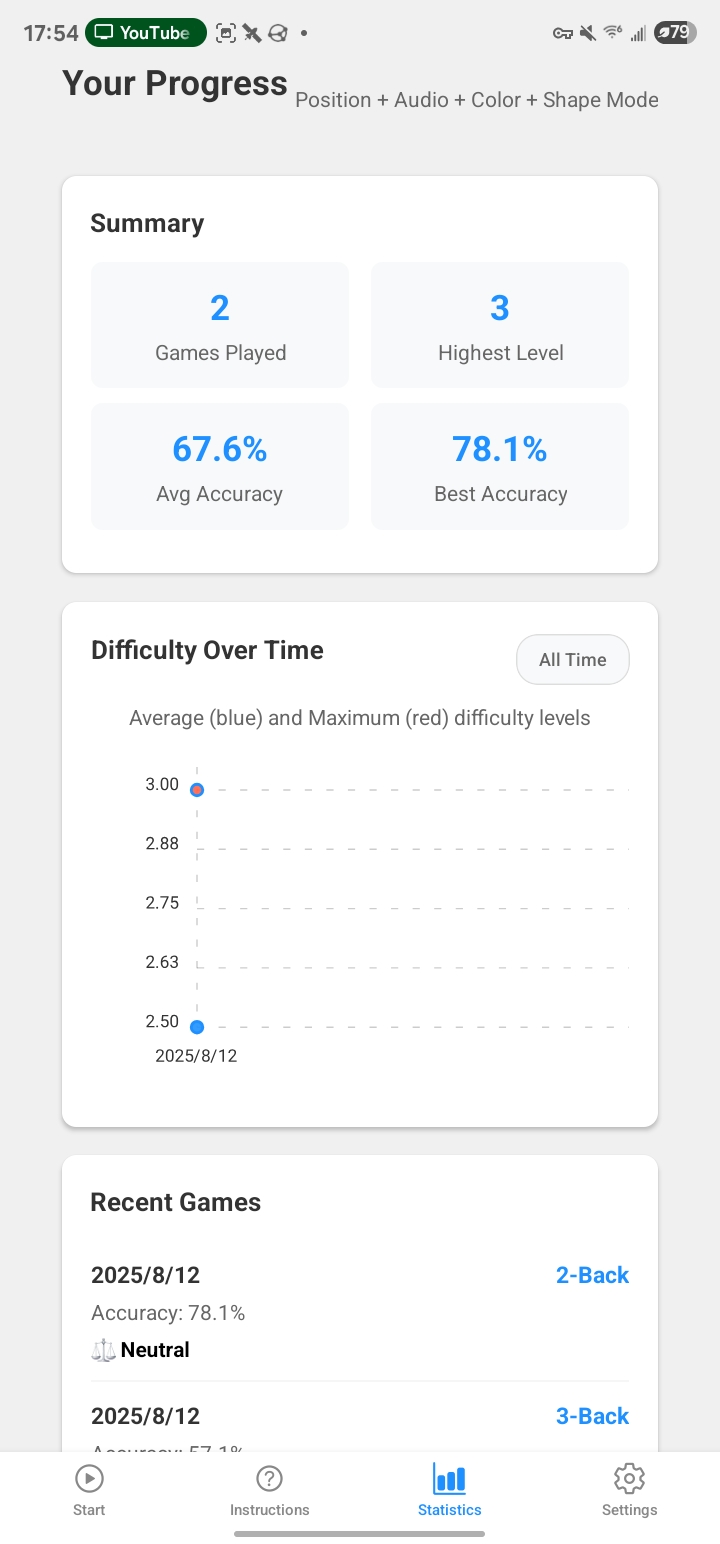 17:54 YouTube 79
Your Progress Position + Audio + Color + Shape Mode
Summary
2 3
Games Played Highest Level
67.6% 78.1%
Avg Accuracy Best Accuracy
Difficulty Over Time All Time
Average (blue) and Maximum (red) difficulty levels
3.00
2.88
2.75
2.63
2.50
2025/8/12
Recent Games
2025/8/12 2-Back
Accuracy: 78.1%
Neutral
2025/8/12 3-Back
Accuracy: 57.1%
Start Instructions Statistics Settings